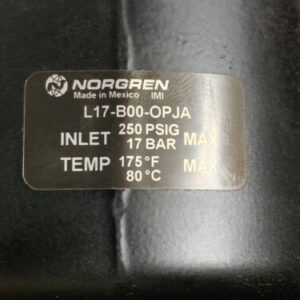 NORGREN
Made in Mexico IMI
L17-B00-OPJA
INLET 250 PSIG 17 BAR MAX
TEMP 175°F 80°C MAX